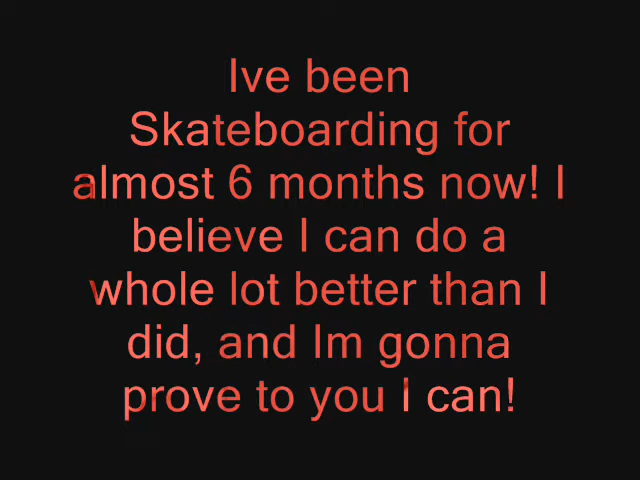 Ive been
Skateboarding for
almost 6 months now! I
believe I can do a
whole lot better than I
did, and Im gonna
prove to you I can!